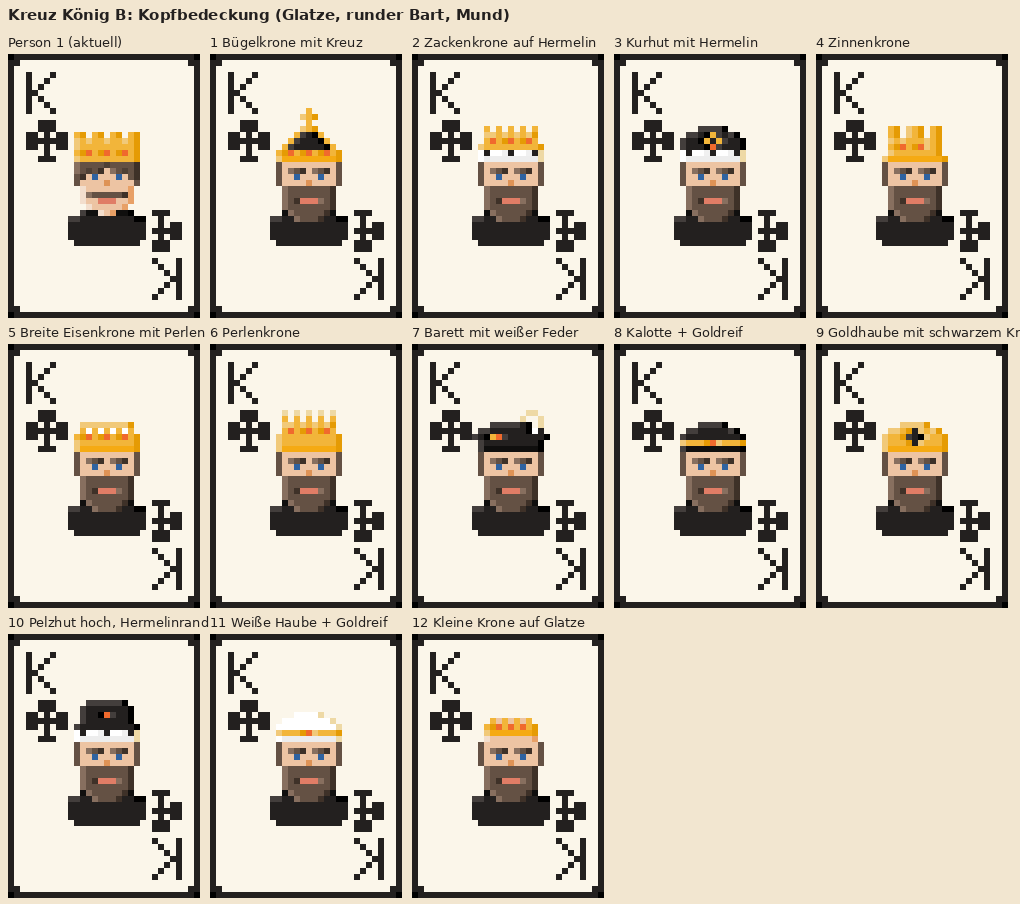 Kreuz König B: Kopfbedeckung (Glatze, runder Bart, Mund)
Person 1 (aktuell)
1 Bügelkrone mit Kreuz
2 Zackenkrone auf Hermelin
3 Kurhut mit Hermelin
4 Zinnenkrone
K
K
K
K
K
K
K
K
K
K
5 Breite Eisenkrone mit Perlen
6 Perlenkrone
7 Barett mit weißer Feder
8 Kalotte + Goldreif
9 Goldhaube mit schwarzem Kr
K
K
K
K
K
K
K
K
K
K
10 Pelzhut hoch, Hermelinrand
11 Weiße Haube + Goldreif
12 Kleine Krone auf Glatze
K
K
K
K
K
K